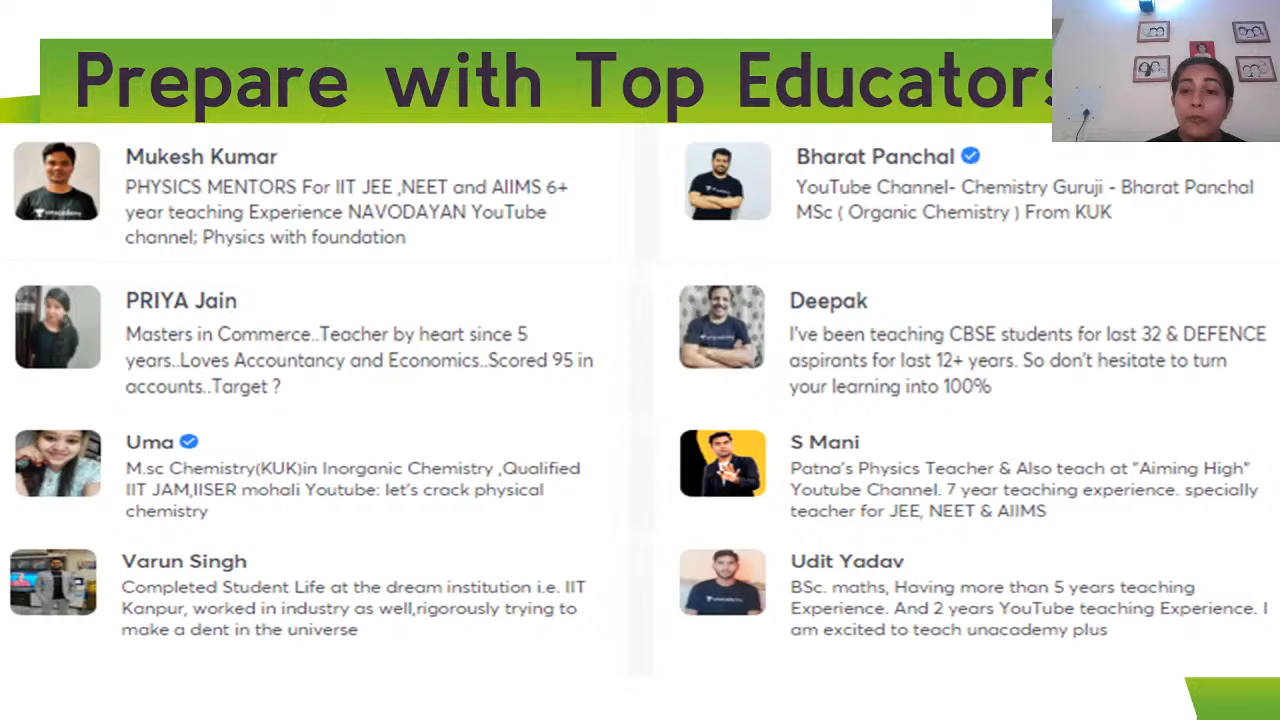 Prepare with Top Educators
Mukesh Kumar
PHYSICS MENTORS For IIT JEE ,NEET and AIIMS 6+
year teaching Experience NAVODAYAN YouTube
channel; Physics with foundation
Bharat Panchal
YouTube Channel- Chemistry Guruji - Bharat Panchal
MSc ( Organic Chemistry ) From KUK
PRIYA Jain
Masters in Commerce..Teacher by heart since 5
years..Loves Accountancy and Economics..Scored 95 in
accounts..Target ?
Deepak
I've been teaching CBSE students for last 32 & DEFENCE
aspirants for last 12+ years. So don't hesitate to turn
your learning into 100%
Uma
M.sc Chemistry(KUK)in Inorganic Chemistry ,Qualified
IIT JAM,IISER mohali Youtube: let's crack physical
chemistry
S Mani
Patna's Physics Teacher & Also teach at "Aiming High"
Youtube Channel. 7 year teaching experience. specially
teacher for JEE, NEET & AIIMS
Varun Singh
Completed Student Life at the dream institution i.e. IIT
Kanpur, worked in industry as well,rigorously trying to
make a dent in the universe
Udit Yadav
BSc. maths, Having more than 5 years teaching
Experience. And 2 years YouTube teaching Experience. I
am excited to teach unacademy plus